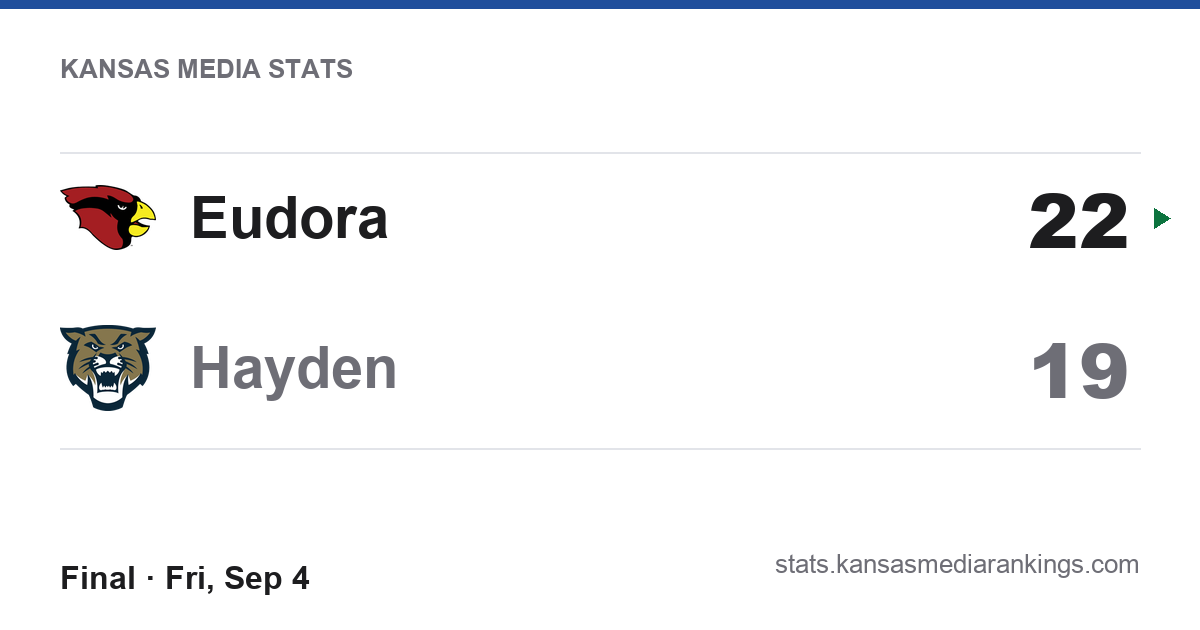 KANSAS MEDIA STATS
Eudora 22
Hayden 19
Final · Fri, Sep 4
stats.kansasmediarankings.com